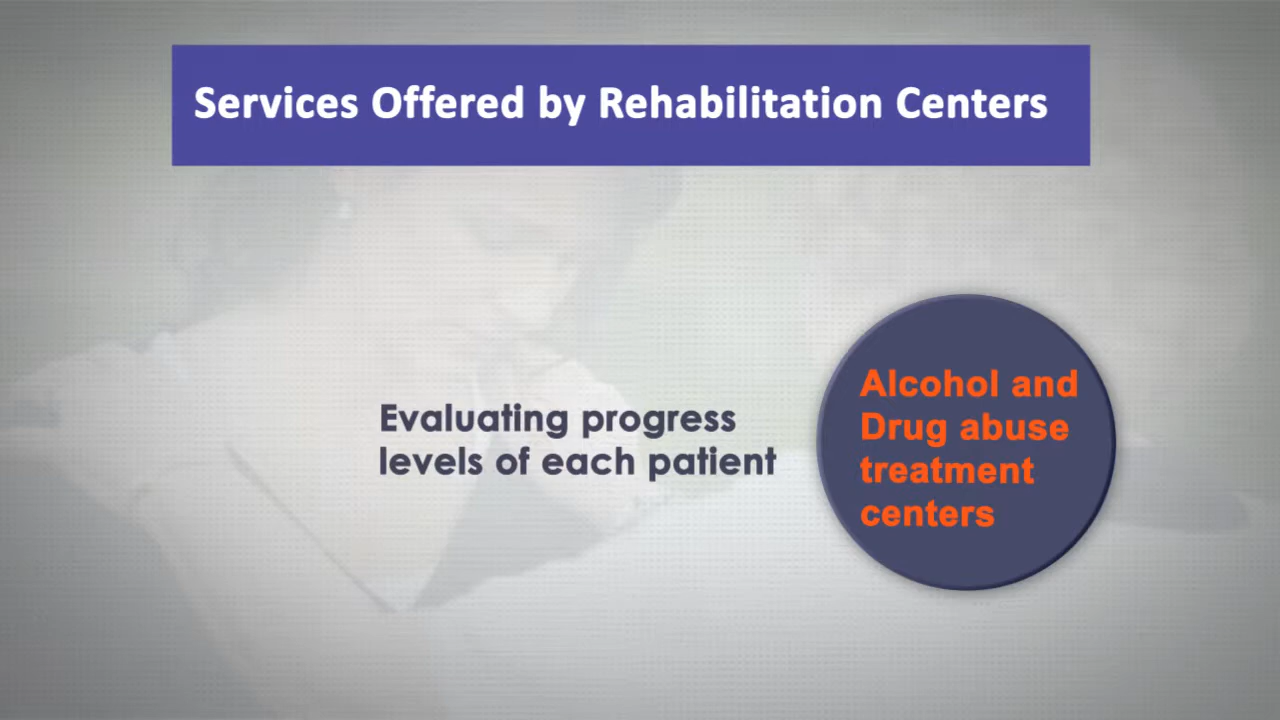 Services Offered by Rehabilitation Centers
Evaluating progress
levels of each patient
Alcohol and
Drug abuse
treatment
centers